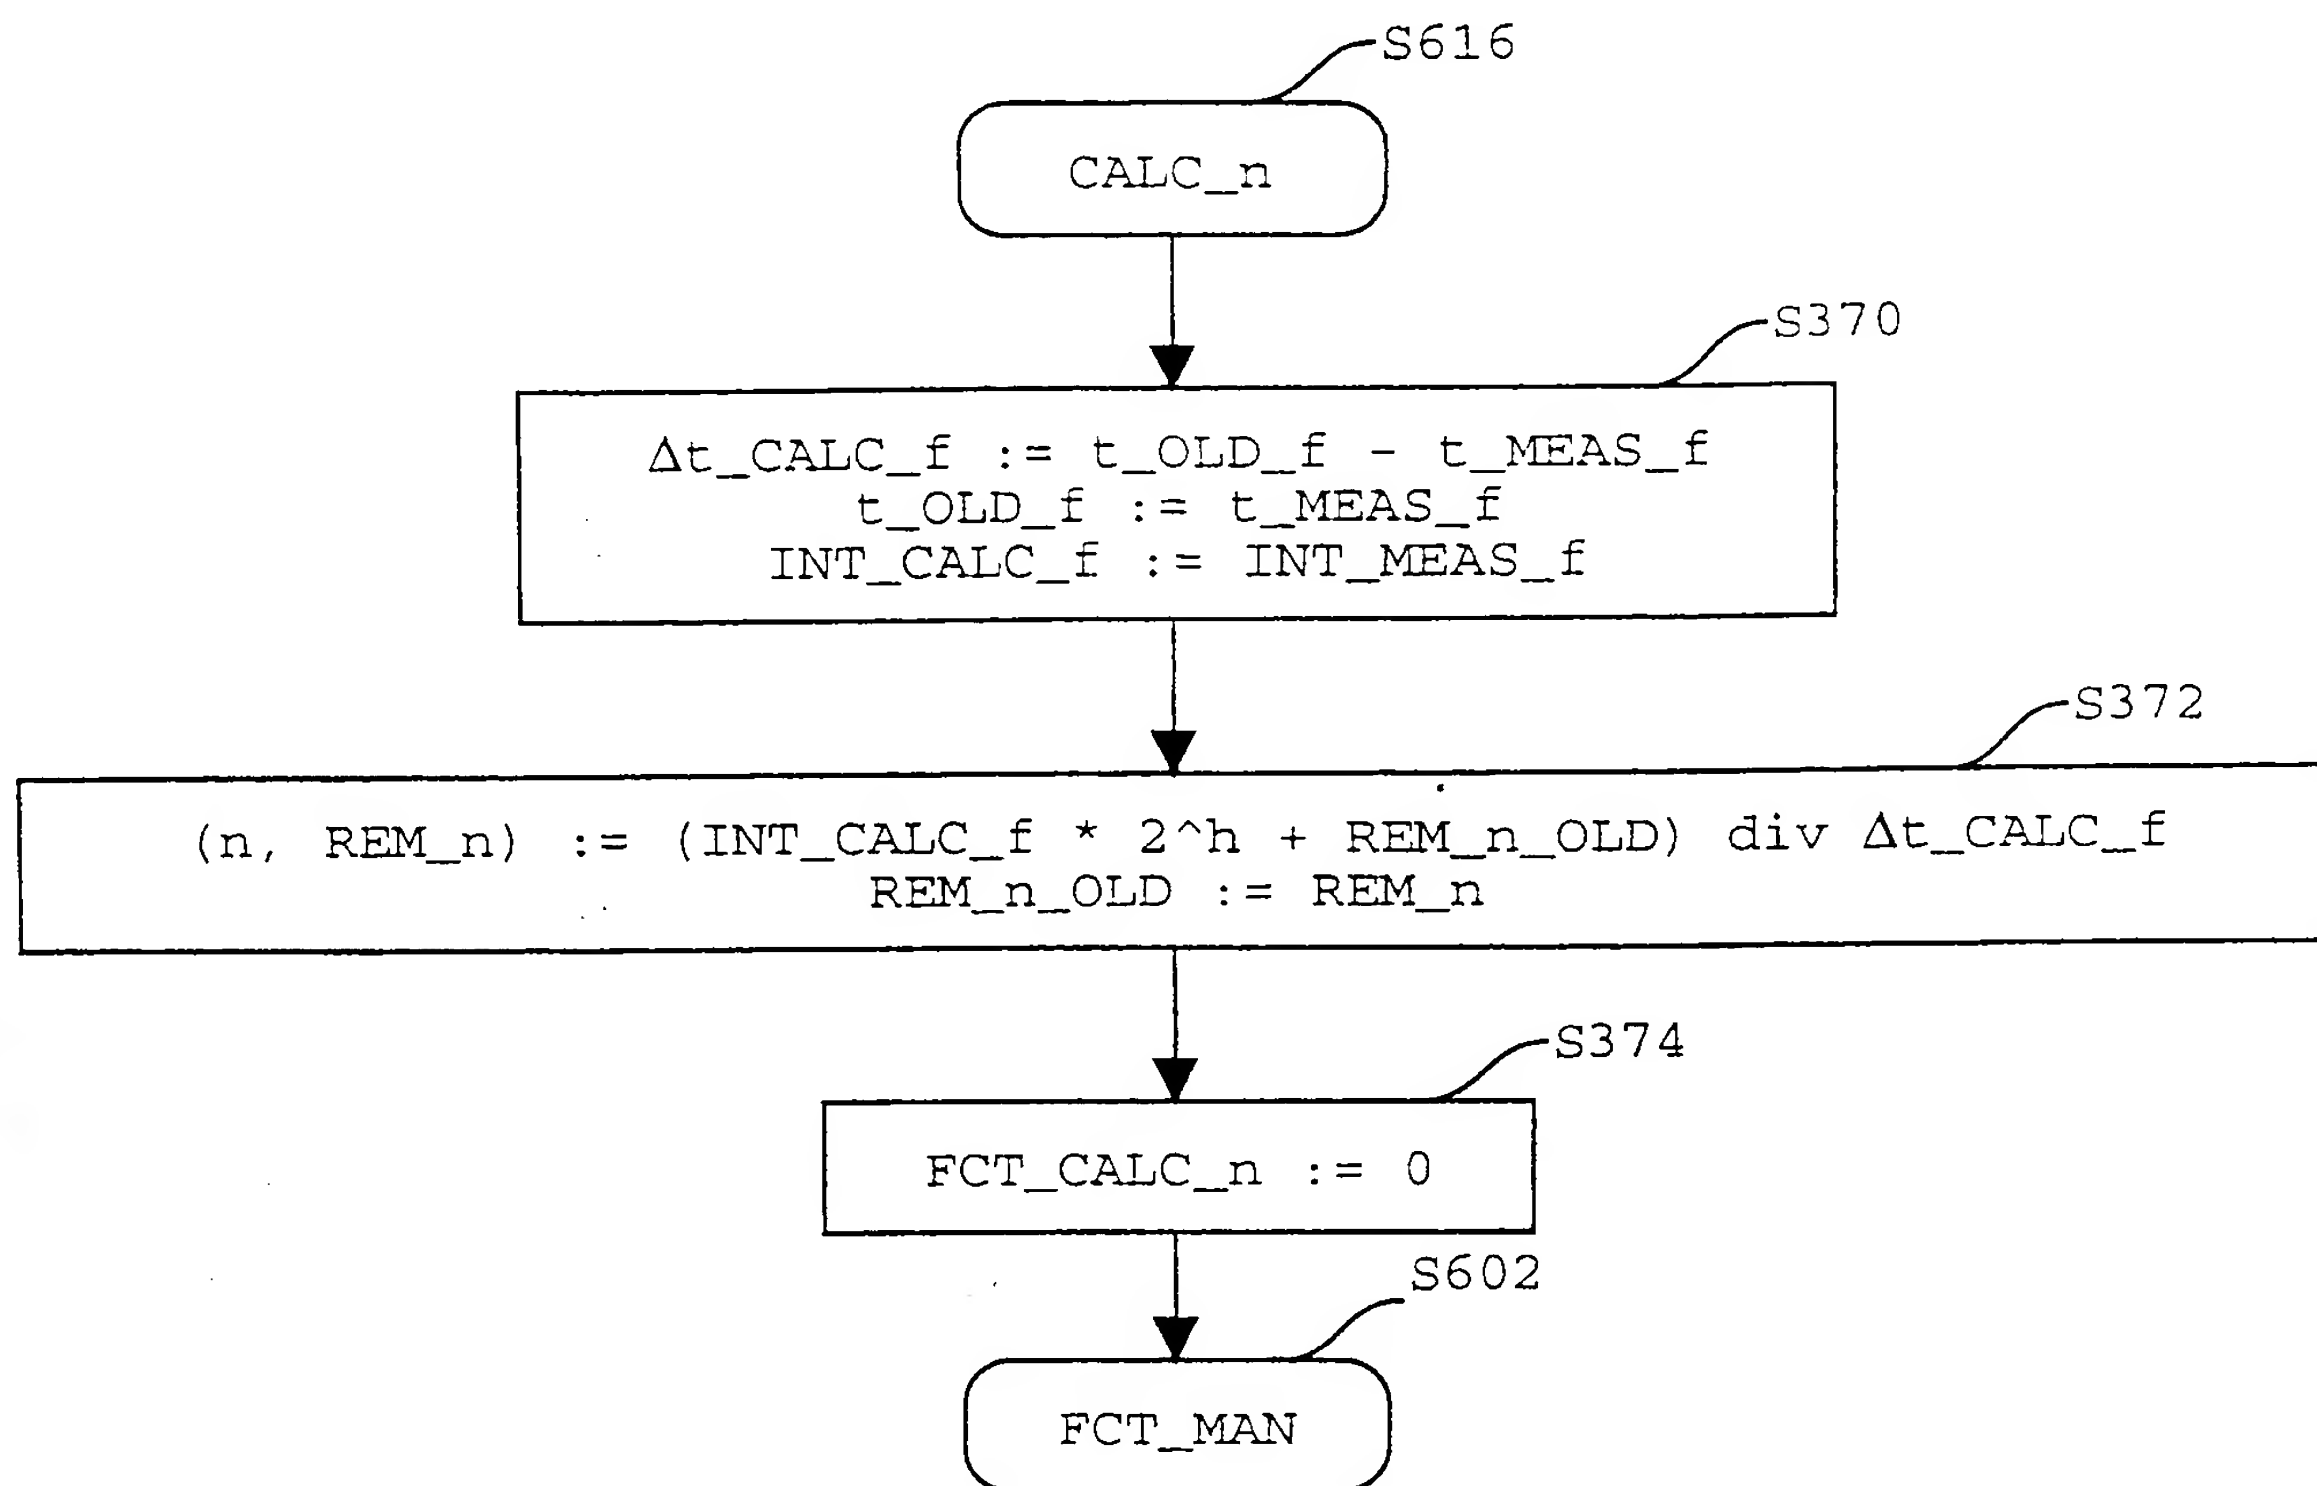 S616
CALC_n
S370
Δt_CALC_f := t_OLD_f - t_MEAS_f
t_OLD_f := t_MEAS_f
INT_CALC_f := INT_MEAS_f
S372
(n, REM_n) := (INT_CALC_f * 2^h + REM_n_OLD) div Δt_CALC_f
REM_n_OLD := REM_n
S374
FCT_CALC_n := 0
S602
FCT_MAN